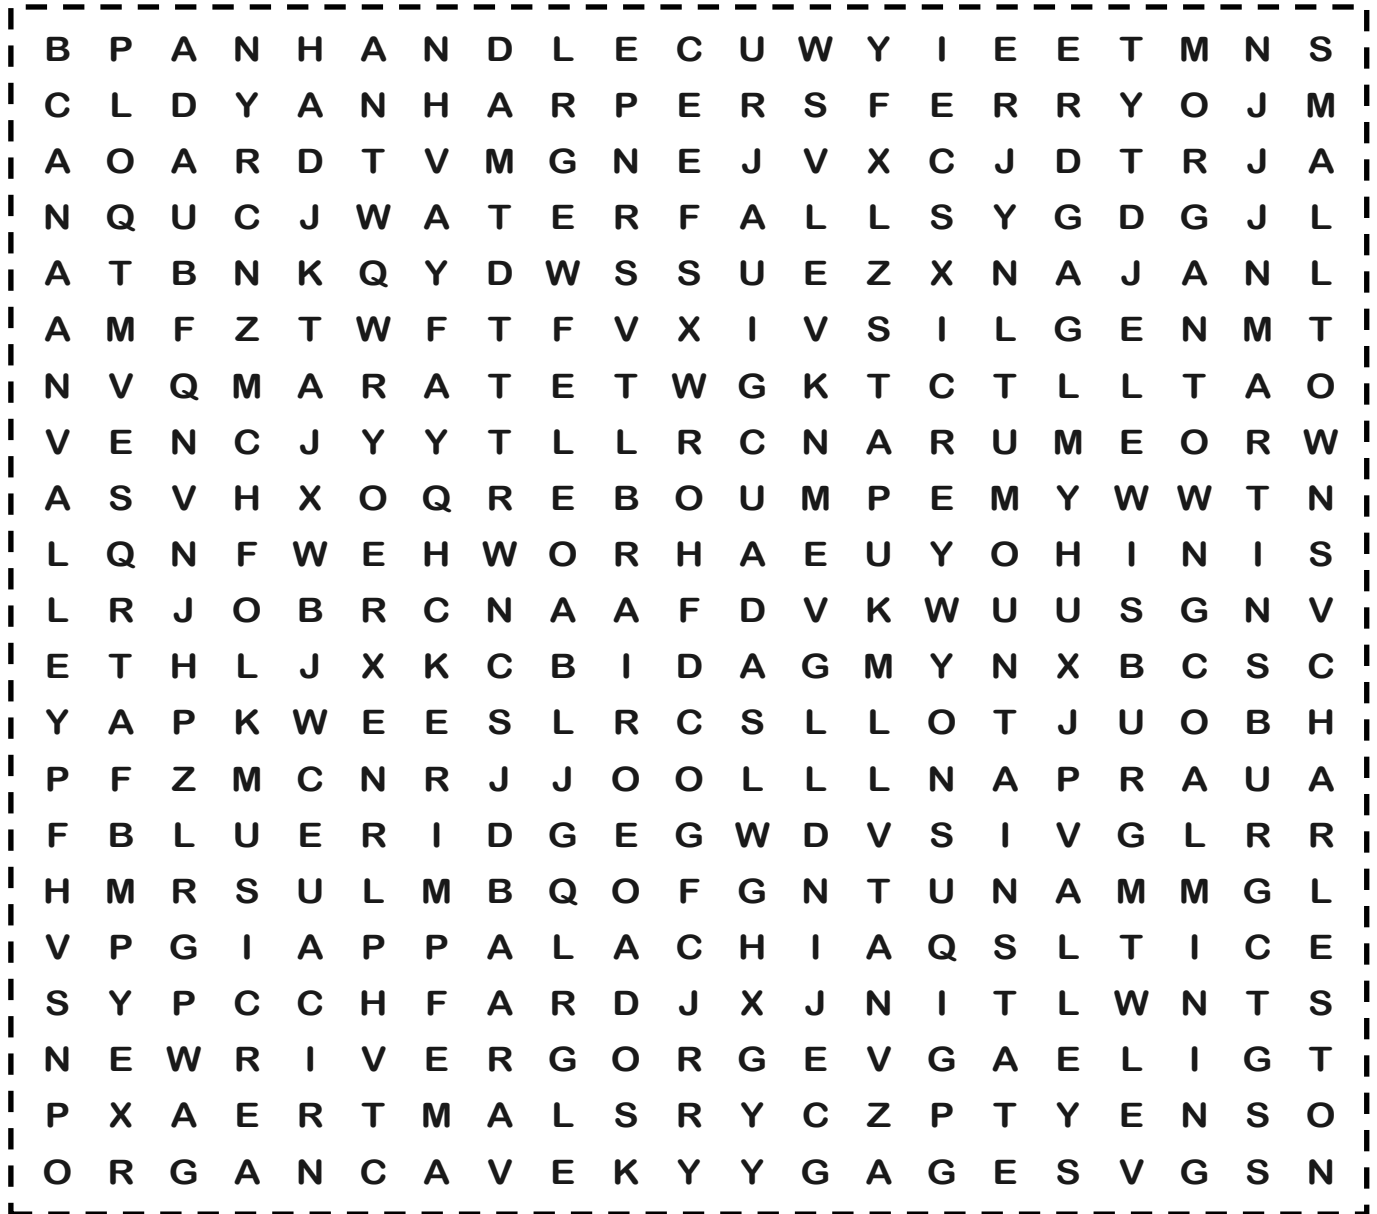 B P A N H A N D L E C U W Y I E E T M N S
C L D Y A N H A R P E R S F E R R Y O J M
A O A R D T V M G N E J V X C J D T R J A
N Q U C J W A T E R F A L L S Y G D G J L
A T B N K Q Y D W S S U E Z X N A J A N L
A M F Z T W F T F V X I V S I L G E N M T
N V Q M A R A T E T W G K T C T L L T A O
V E N C J Y Y T L L R C N A R U M E O R W
A S V H X O Q R E B O U M P E M Y W W T N
L Q N F W E H W O R H A E U Y O H I N I S
L R J O B R C N A A F D V K W U U S G N V
E T H L J X K C B I D A G M Y N X B C S C
Y A P K W E E S L R C S L L O T J U O B H
P F Z M C N R J J O O L L L N A P R A U A
F B L U E R I D G E G W D V S I V G L R R
H M R S U L M B Q O F G N T U N A M M G L
V P G I A P P A L A C H I A Q S L T I C E
S Y P C C H F A R D J X J N I T L W N T S
N E W R I V E R G O R G E V G A E L I G T
P X A E R T M A L S R Y C Z P T Y E N S O
O R G A N C A V E K Y Y G A G E S V G S N